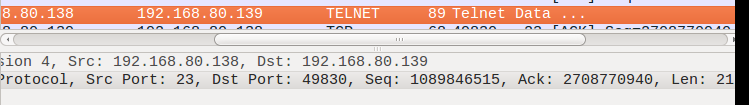 8.80.138 192.168.80.139 TELNET 89 Telnet Data ...
sion 4, Src: 192.168.80.138, Dst: 192.168.80.139
Protocol, Src Port: 23, Dst Port: 49830, Seq: 1089846515, Ack: 2708770940, Len: 21